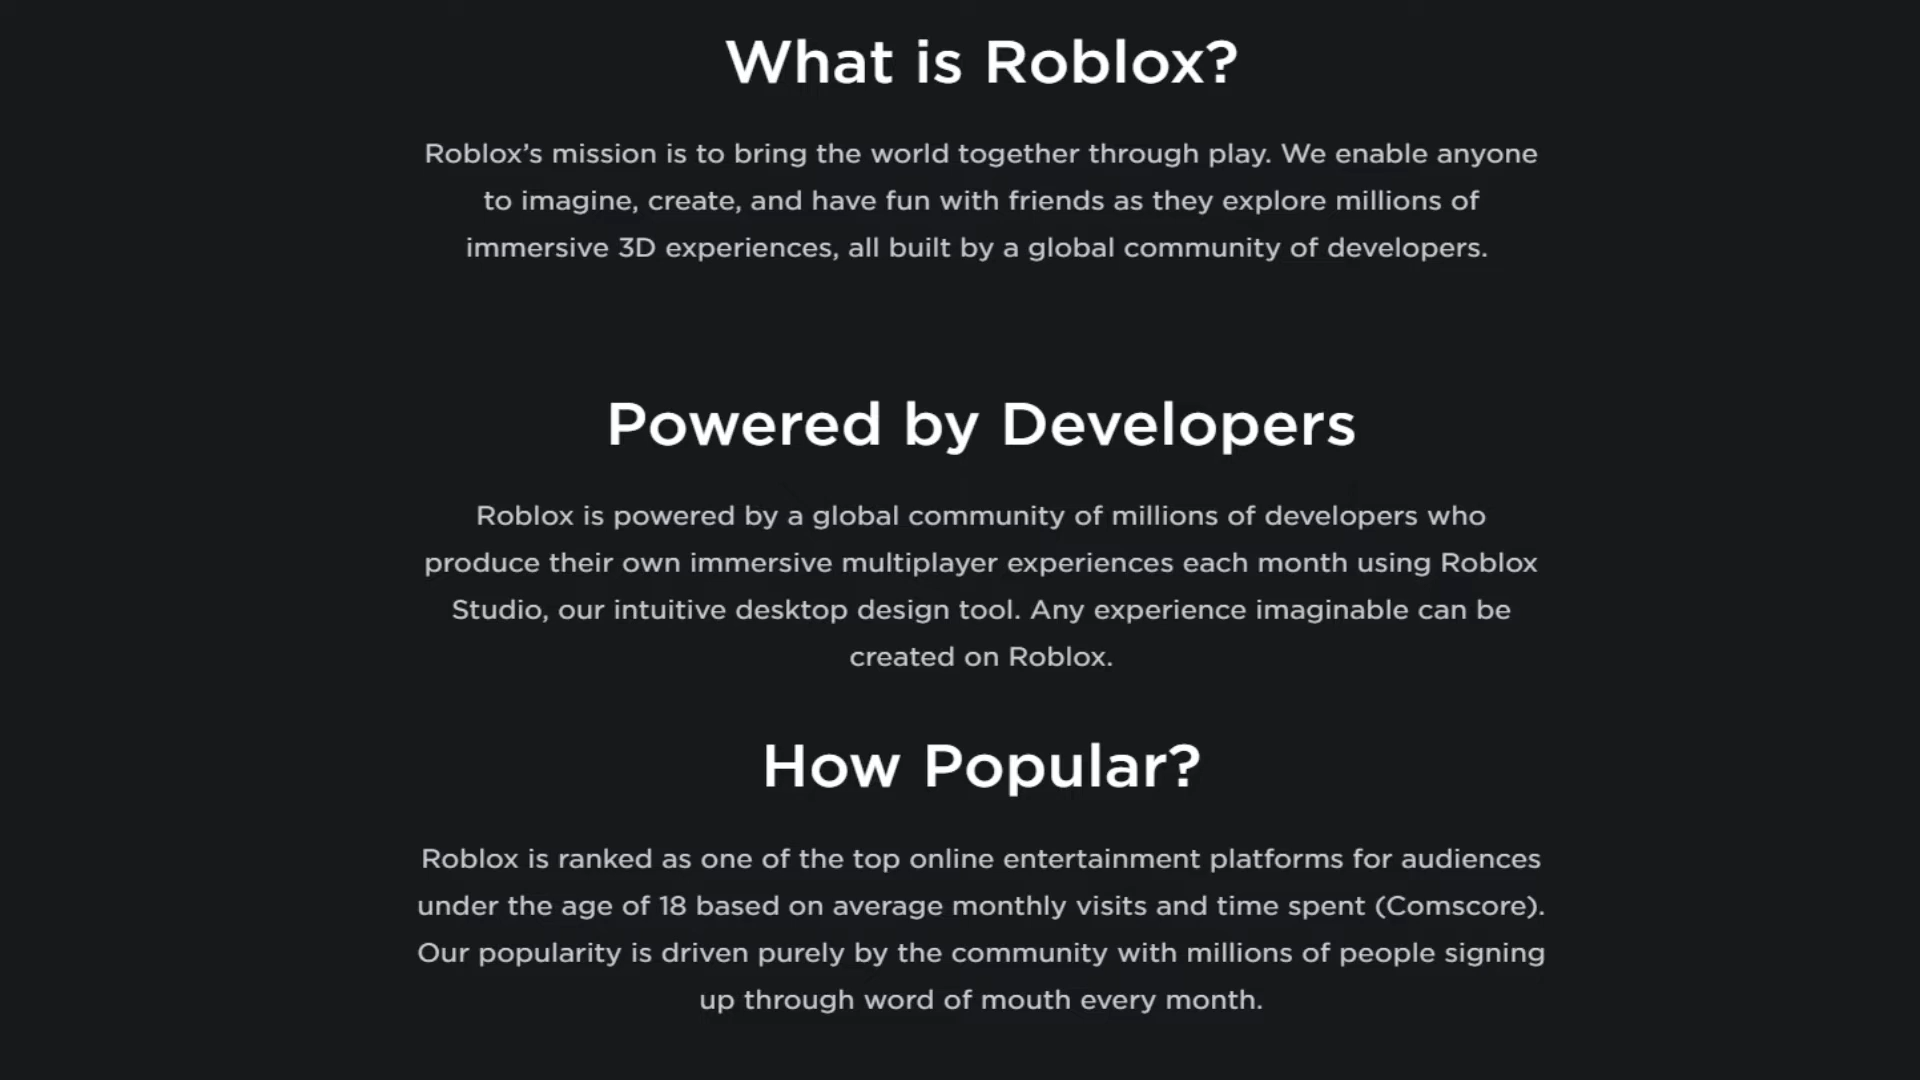 What is Roblox?
Roblox’s mission is to bring the world together through play. We enable anyone
to imagine, create, and have fun with friends as they explore millions of
immersive 3D experiences, all built by a global community of developers.
Powered by Developers
Roblox is powered by a global community of millions of developers who
produce their own immersive multiplayer experiences each month using Roblox
Studio, our intuitive desktop design tool. Any experience imaginable can be
created on Roblox.
How Popular?
Roblox is ranked as one of the top online entertainment platforms for audiences
under the age of 18 based on average monthly visits and time spent (Comscore).
Our popularity is driven purely by the community with millions of people signing
up through word of mouth every month.